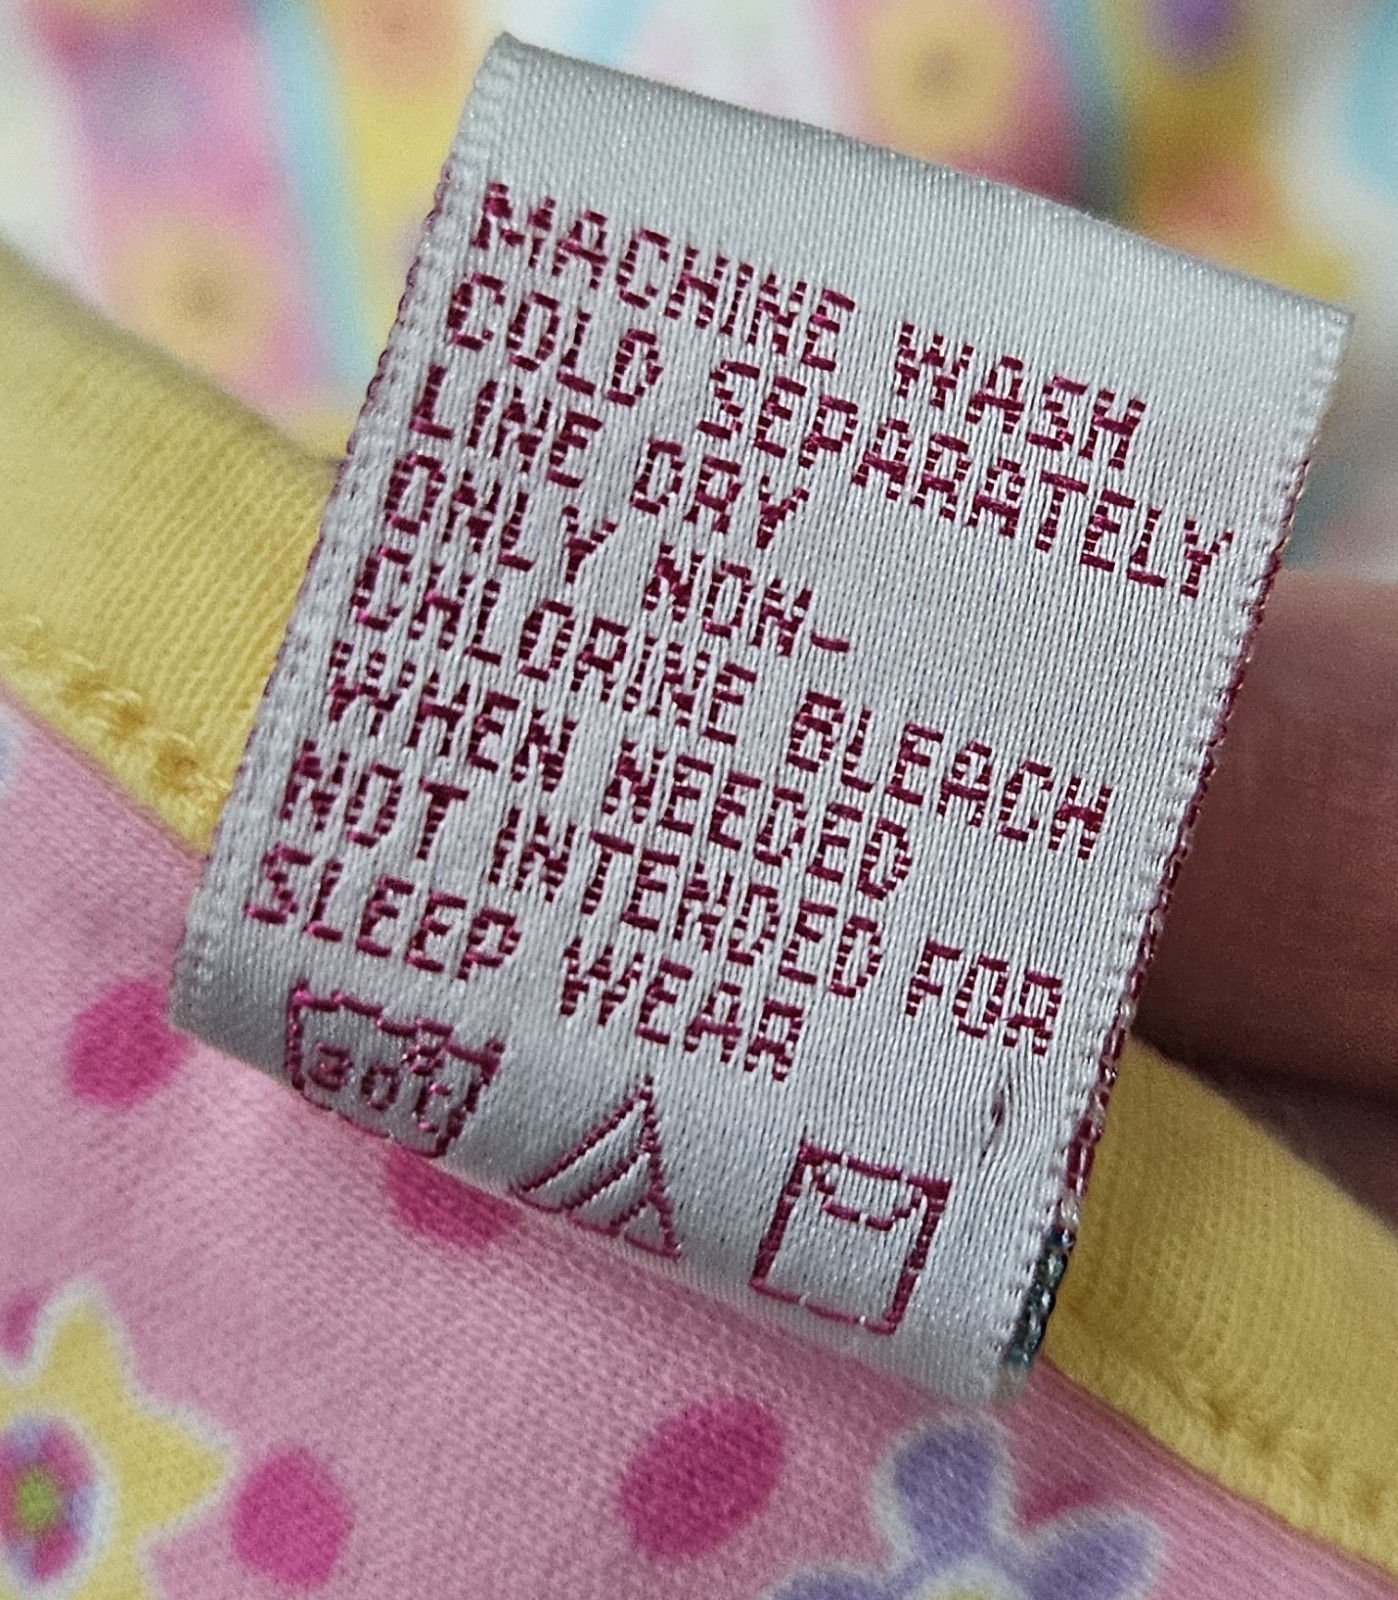 MACHINE WASH
COLD SEPARATELY
LINE DRY
ONLY NON-
CHLORINE BLEACH
WHEN NEEDED
NOT INTENDED FOR
SLEEP WEAR
30°C